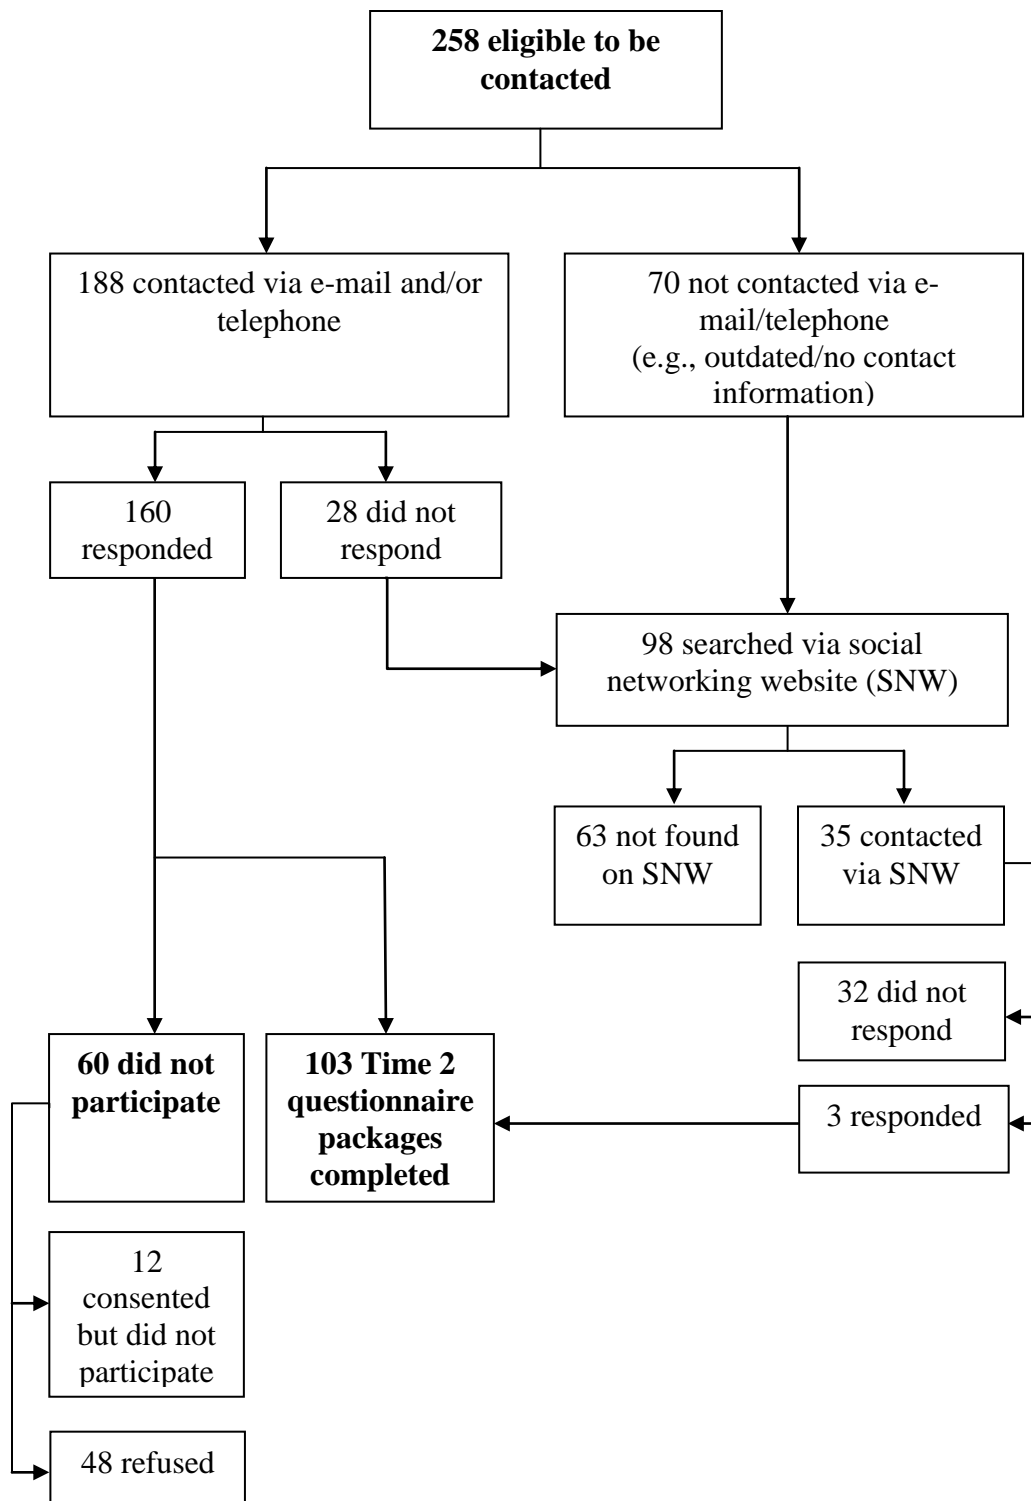 258 eligible to be
contacted
188 contacted via e-mail and/or
telephone
70 not contacted via e-
mail/telephone
(e.g., outdated/no contact
information)
160
responded
28 did not
respond
98 searched via social
networking website (SNW)
63 not found
on SNW
35 contacted
via SNW
32 did not
respond
60 did not
participate
103 Time 2
questionnaire
packages
completed
3 responded
12
consented
but did not
participate
48 refused